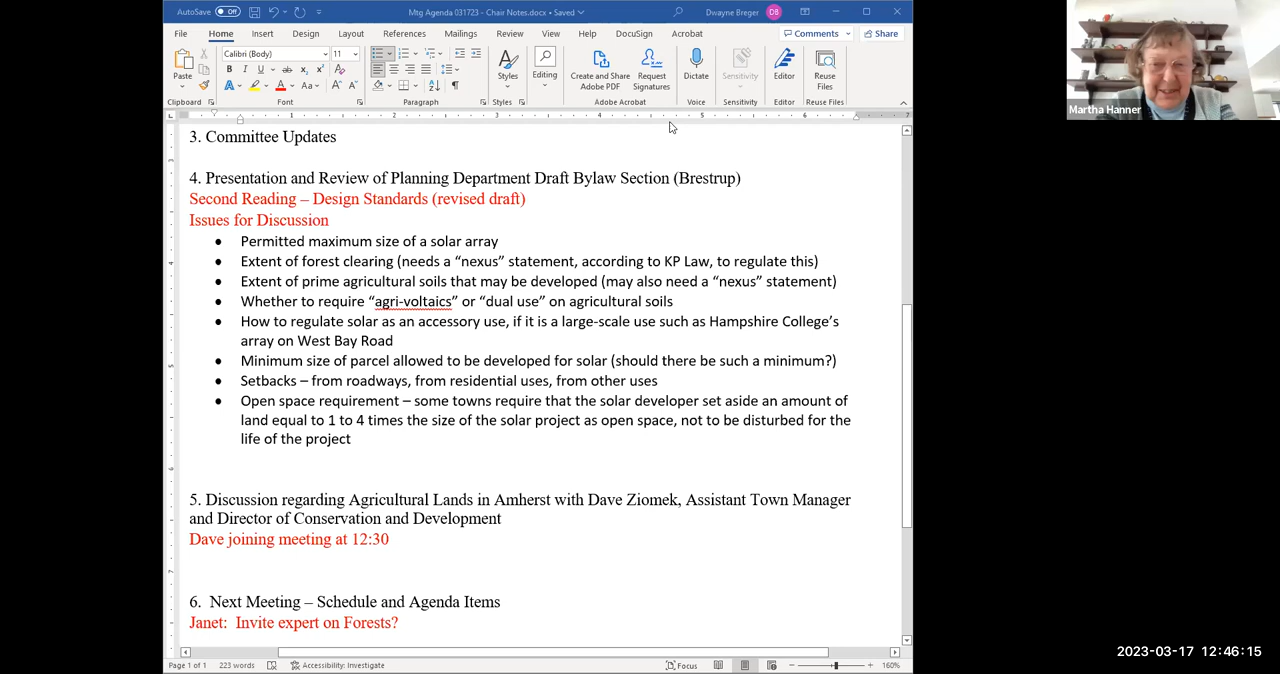 AutoSave Off Mtg Agenda 031723 - Chair Notes.docx • Saved Dwayne Breger DB
File Home Insert Design Layout References Mailings Review View Help DocuSign Acrobat Comments Share
Calibri (Body) 11
Paste Styles Editing Create and Share Adobe PDF Request Signatures Dictate Sensitivity Editor Reuse Files
Clipboard Font Paragraph Styles Adobe Acrobat Voice Sensitivity Editor Reuse Files
1 2 3 4 5 6 7
Martha Hanner
3. Committee Updates
4. Presentation and Review of Planning Department Draft Bylaw Section (Brestrup)
Second Reading – Design Standards (revised draft)
Issues for Discussion
• Permitted maximum size of a solar array
• Extent of forest clearing (needs a “nexus” statement, according to KP Law, to regulate this)
• Extent of prime agricultural soils that may be developed (may also need a “nexus” statement)
• Whether to require “agri-voltaics” or “dual use” on agricultural soils
• How to regulate solar as an accessory use, if it is a large-scale use such as Hampshire College’s
array on West Bay Road
• Minimum size of parcel allowed to be developed for solar (should there be such a minimum?)
• Setbacks – from roadways, from residential uses, from other uses
• Open space requirement – some towns require that the solar developer set aside an amount of
land equal to 1 to 4 times the size of the solar project as open space, not to be disturbed for the
life of the project
5. Discussion regarding Agricultural Lands in Amherst with Dave Ziomek, Assistant Town Manager
and Director of Conservation and Development
Dave joining meeting at 12:30
6. Next Meeting – Schedule and Agenda Items
Janet: Invite expert on Forests?
Page 1 of 1 223 words Accessibility: Investigate Focus 160%
2023-03-17 12:46:15